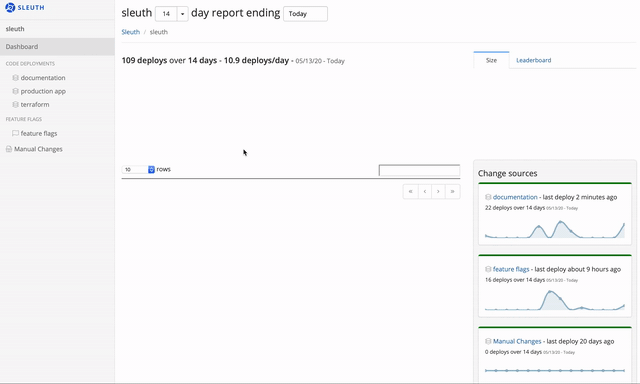 SLEUTH
sleuth
Dashboard
CODE DEPLOYMENTS
documentation
production app
terraform
FEATURE FLAGS
feature flags
Manual Changes
sleuth 14 day report ending Today
Sleuth / sleuth
109 deploys over 14 days - 10.9 deploys/day - 05/13/20 - Today
10 rows
« ‹ › »
Size Leaderboard
Change sources
documentation - last deploy 2 minutes ago
22 deploys over 14 days 05/13/20 - Today
feature flags - last deploy about 9 hours ago
16 deploys over 14 days 05/13/20 - Today
Manual Changes - last deploy 20 days ago
0 deploys over 14 days 05/13/20 - Today